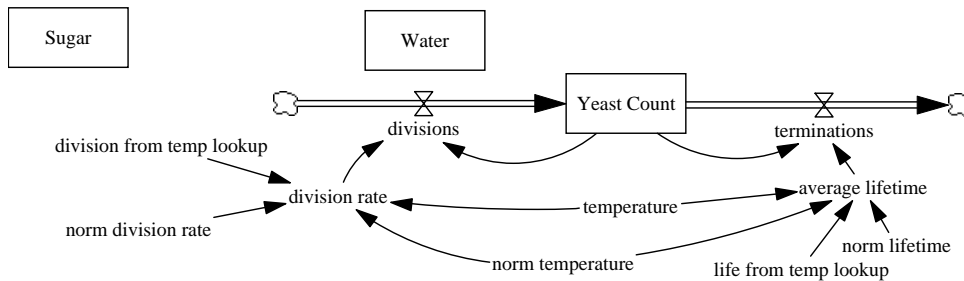 Sugar
Water
Yeast Count
divisions
terminations
division from temp lookup
division rate
average lifetime
temperature
norm division rate
norm lifetime
norm temperature
life from temp lookup